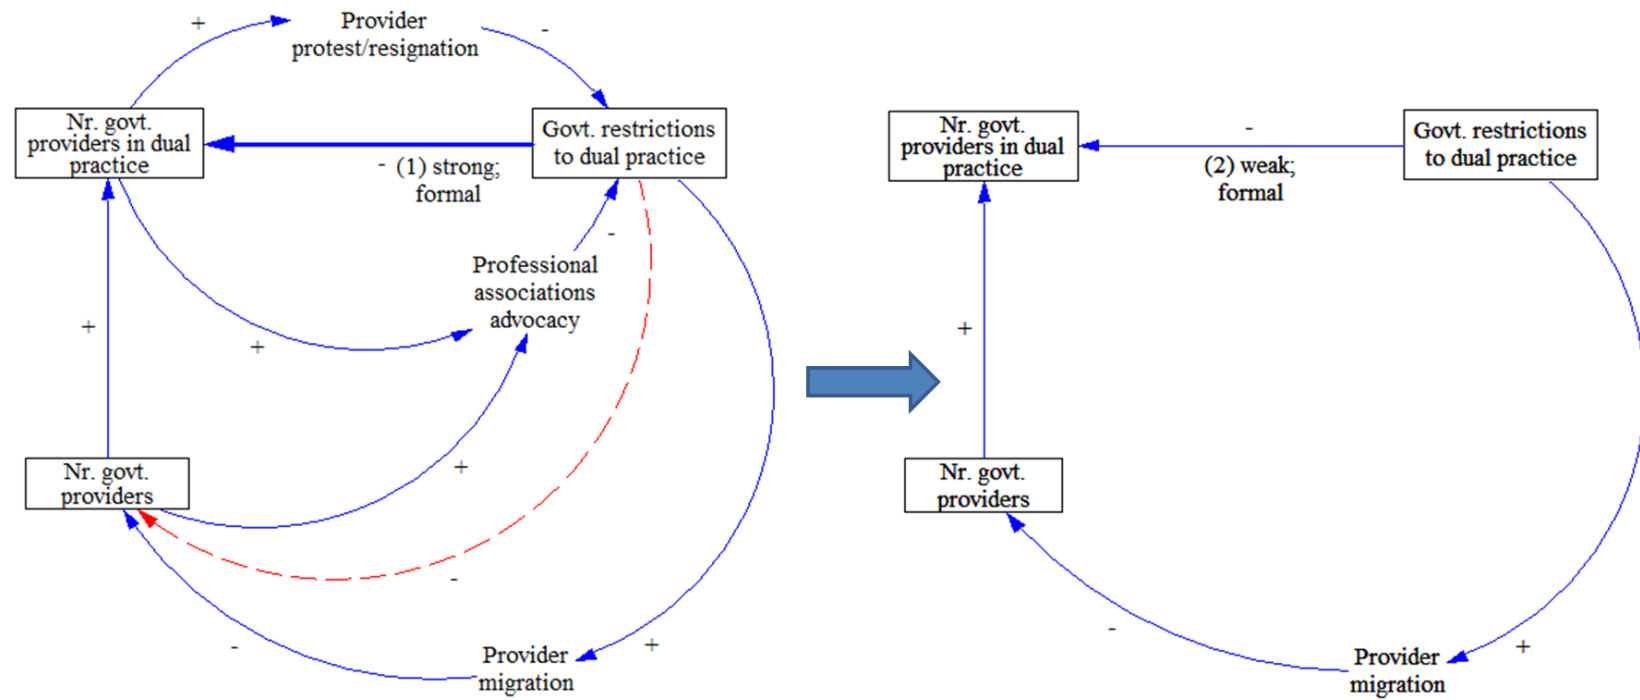 +
Provider
protest/resignation
-
Nr. govt.
providers in dual
practice
Govt. restrictions
to dual practice
- (1) strong;
formal
-
Professional
associations
advocacy
+
+
+
Nr. govt.
providers
-
-
+
Provider
migration
Nr. govt.
providers in dual
practice
-
(2) weak;
formal
Govt. restrictions
to dual practice
+
Nr. govt.
providers
-
+
Provider
migration